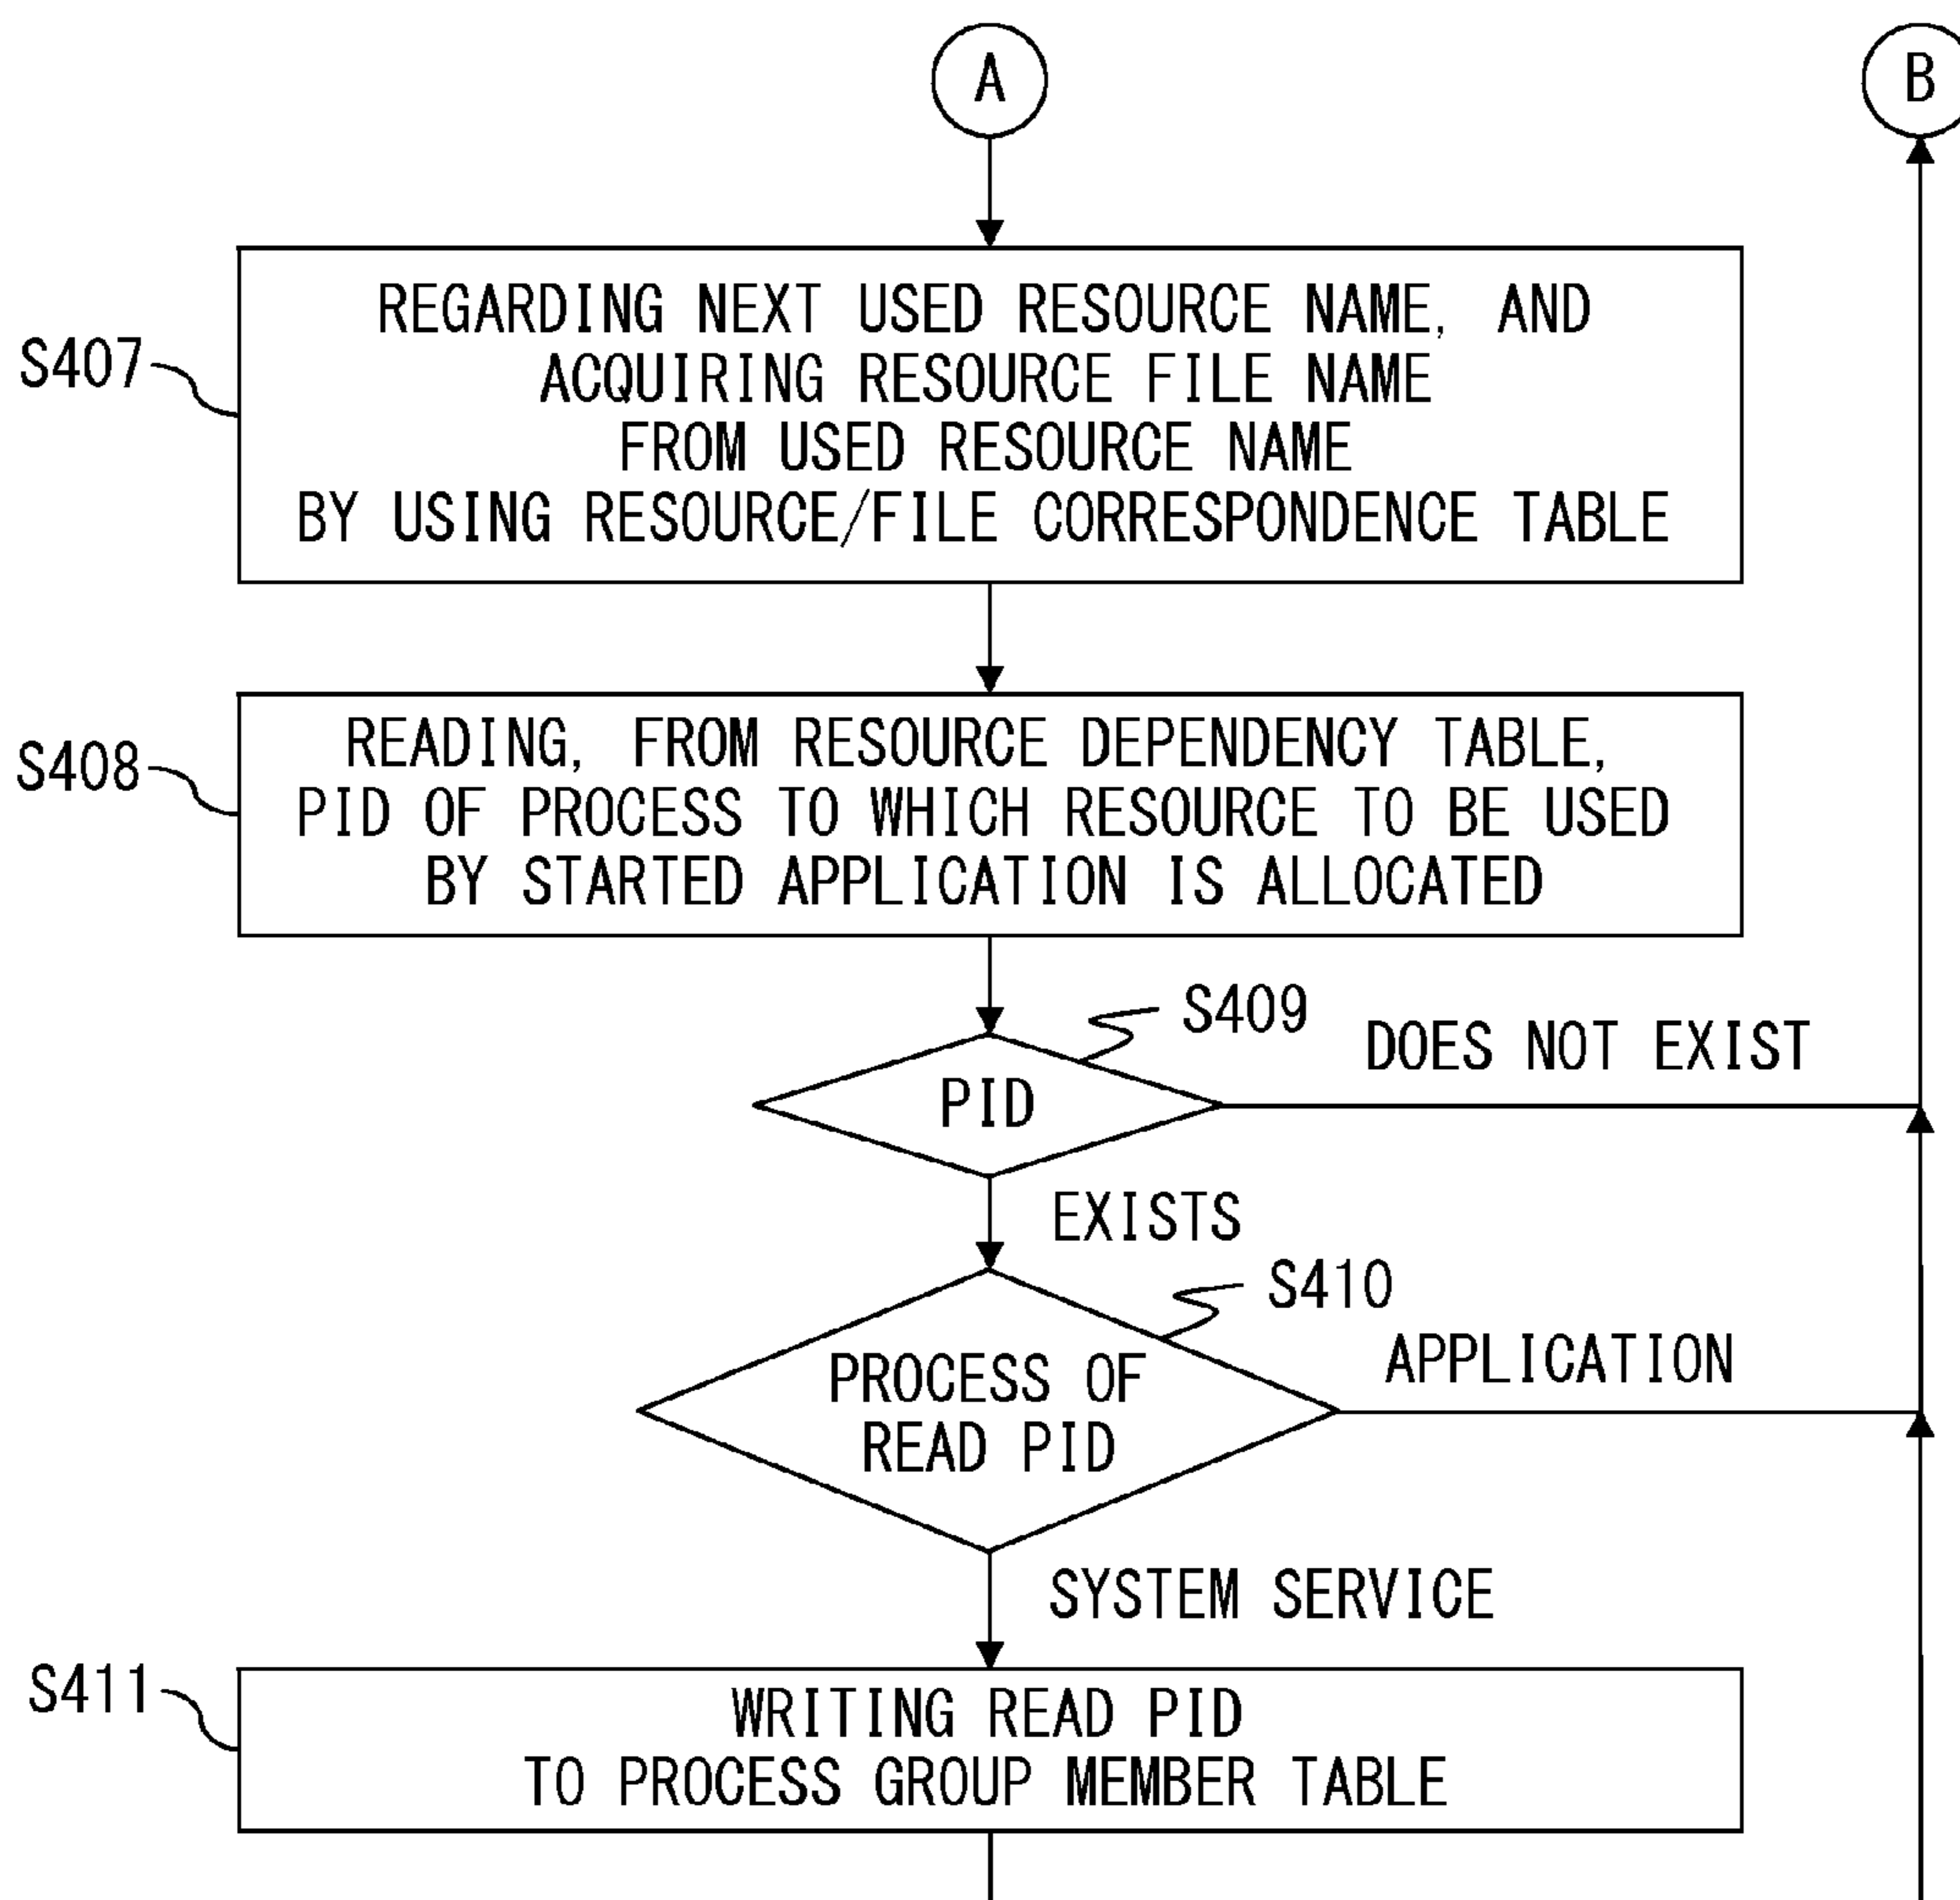 A
B
S407
REGARDING NEXT USED RESOURCE NAME, AND
ACQUIRING RESOURCE FILE NAME
FROM USED RESOURCE NAME
BY USING RESOURCE/FILE CORRESPONDENCE TABLE
S408
READING, FROM RESOURCE DEPENDENCY TABLE,
PID OF PROCESS TO WHICH RESOURCE TO BE USED
BY STARTED APPLICATION IS ALLOCATED
S409
DOES NOT EXIST
PID
EXISTS
S410
APPLICATION
PROCESS OF
READ PID
SYSTEM SERVICE
S411
WRITING READ PID
TO PROCESS GROUP MEMBER TABLE